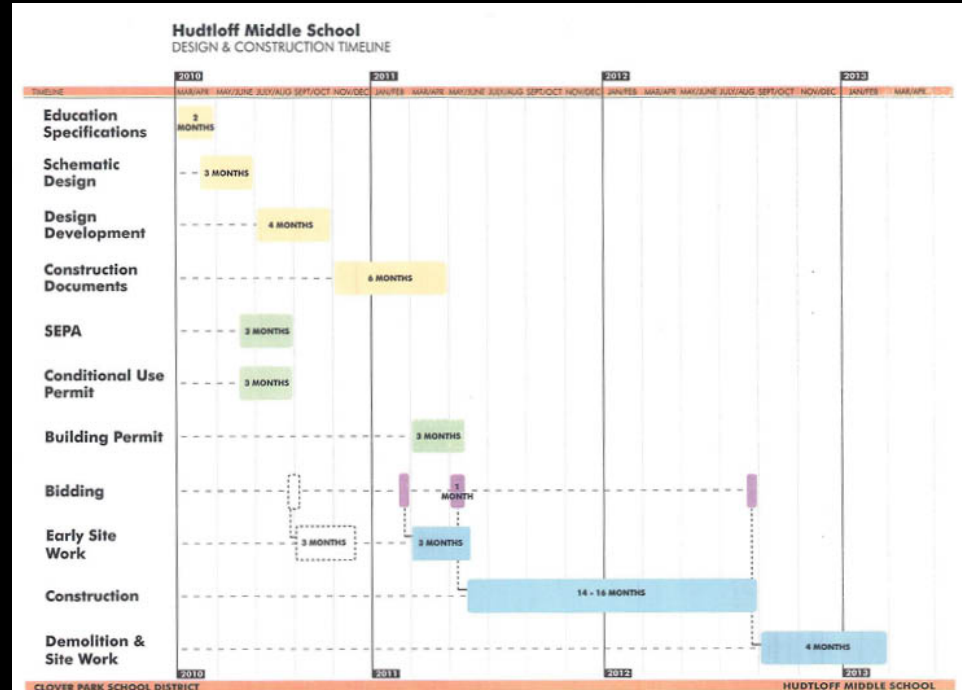 Hudtloff Middle School
DESIGN & CONSTRUCTION TIMELINE
2010 2011 2012 2013
TIMELINE MAR/APR MAY/JUNE JULY/AUG SEPT/OCT NOV/DEC JAN/FEB MAR/APR MAY/JUNE JULY/AUG SEPT/OCT NOV/DEC JAN/FEB MAR/APR MAY/JUNE JULY/AUG SEPT/OCT NOV/DEC JAN/FEB MAR/APR
Education
Specifications
2
MONTHS
Schematic
Design
3 MONTHS
Design
Development
4 MONTHS
Construction
Documents
6 MONTHS
SEPA
3 MONTHS
Conditional Use
Permit
3 MONTHS
Building Permit
3 MONTHS
Bidding
1
MONTH
Early Site
Work
3 MONTHS
3 MONTHS
Construction
14 - 16 MONTHS
Demolition &
Site Work
4 MONTHS
2010 2011 2012 2013
CLOVER PARK SCHOOL DISTRICT HUDTLOFF MIDDLE SCHOOL